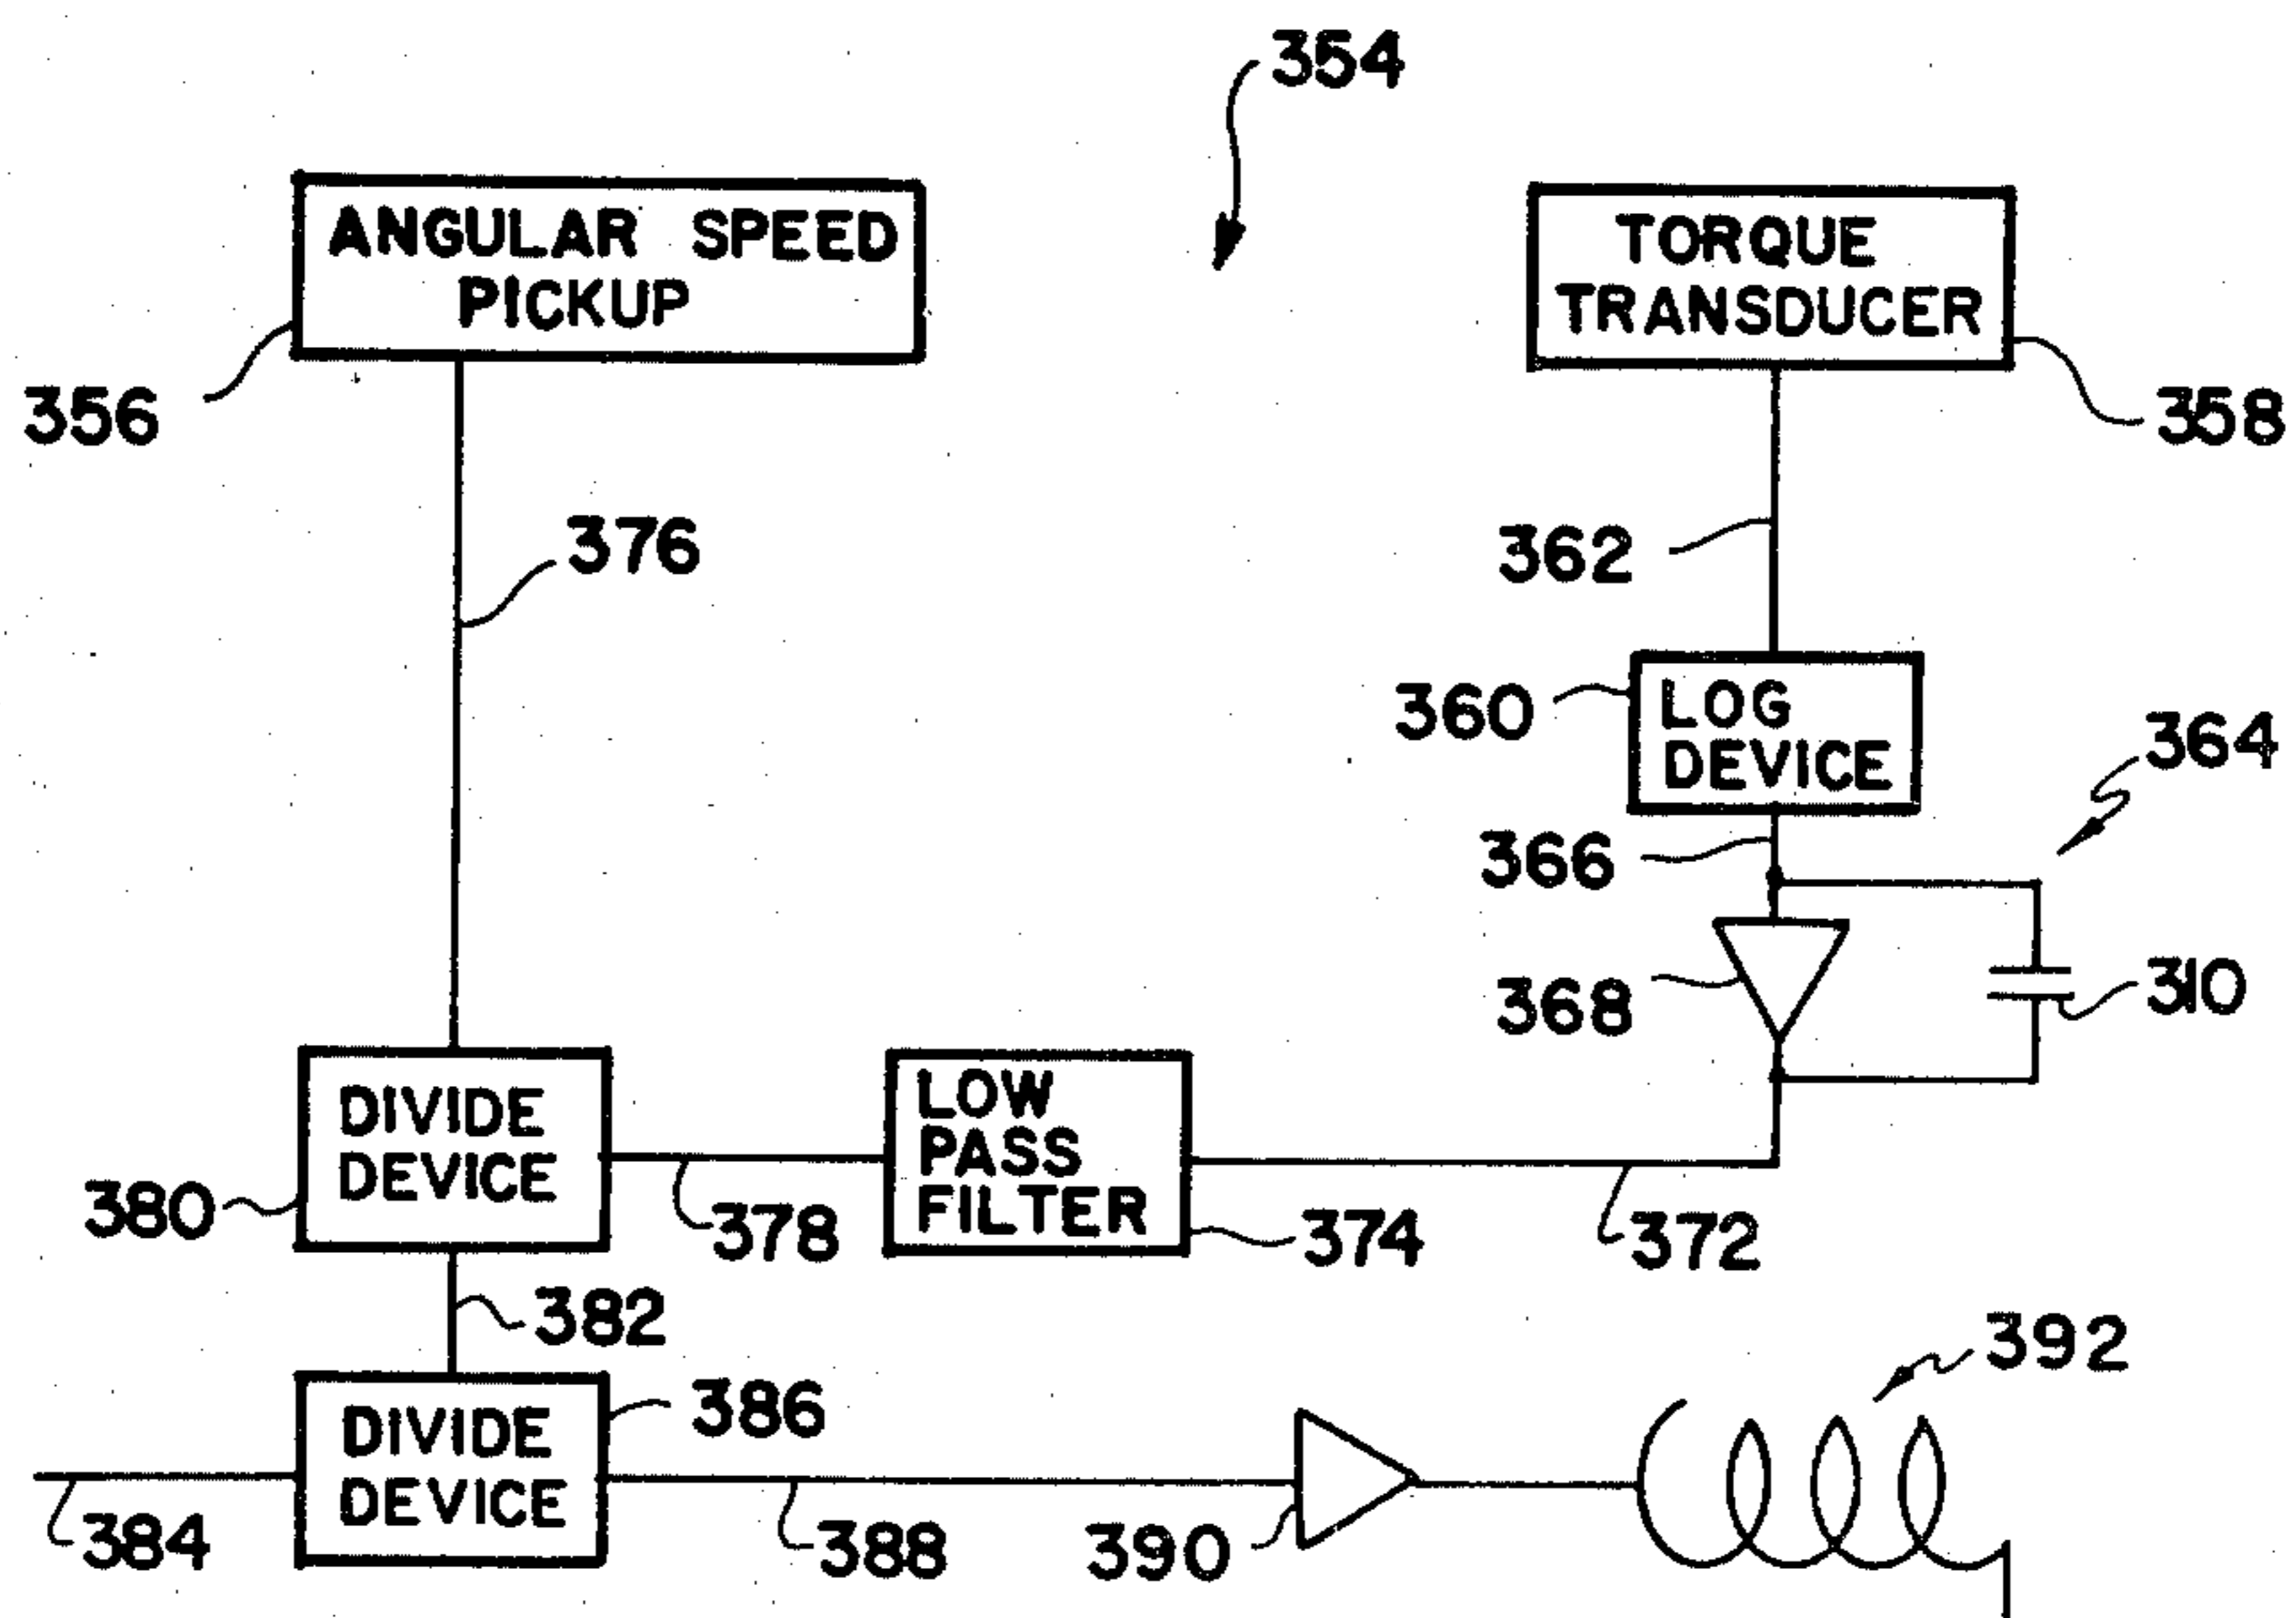 354
ANGULAR SPEED
PICKUP
TORQUE
TRANSDUCER
356
358
376
362
360
LOG
DEVICE
364
366
368
310
DIVIDE
DEVICE
LOW
PASS
FILTER
380
378
374
372
382
392
386
DIVIDE
DEVICE
384
388
390